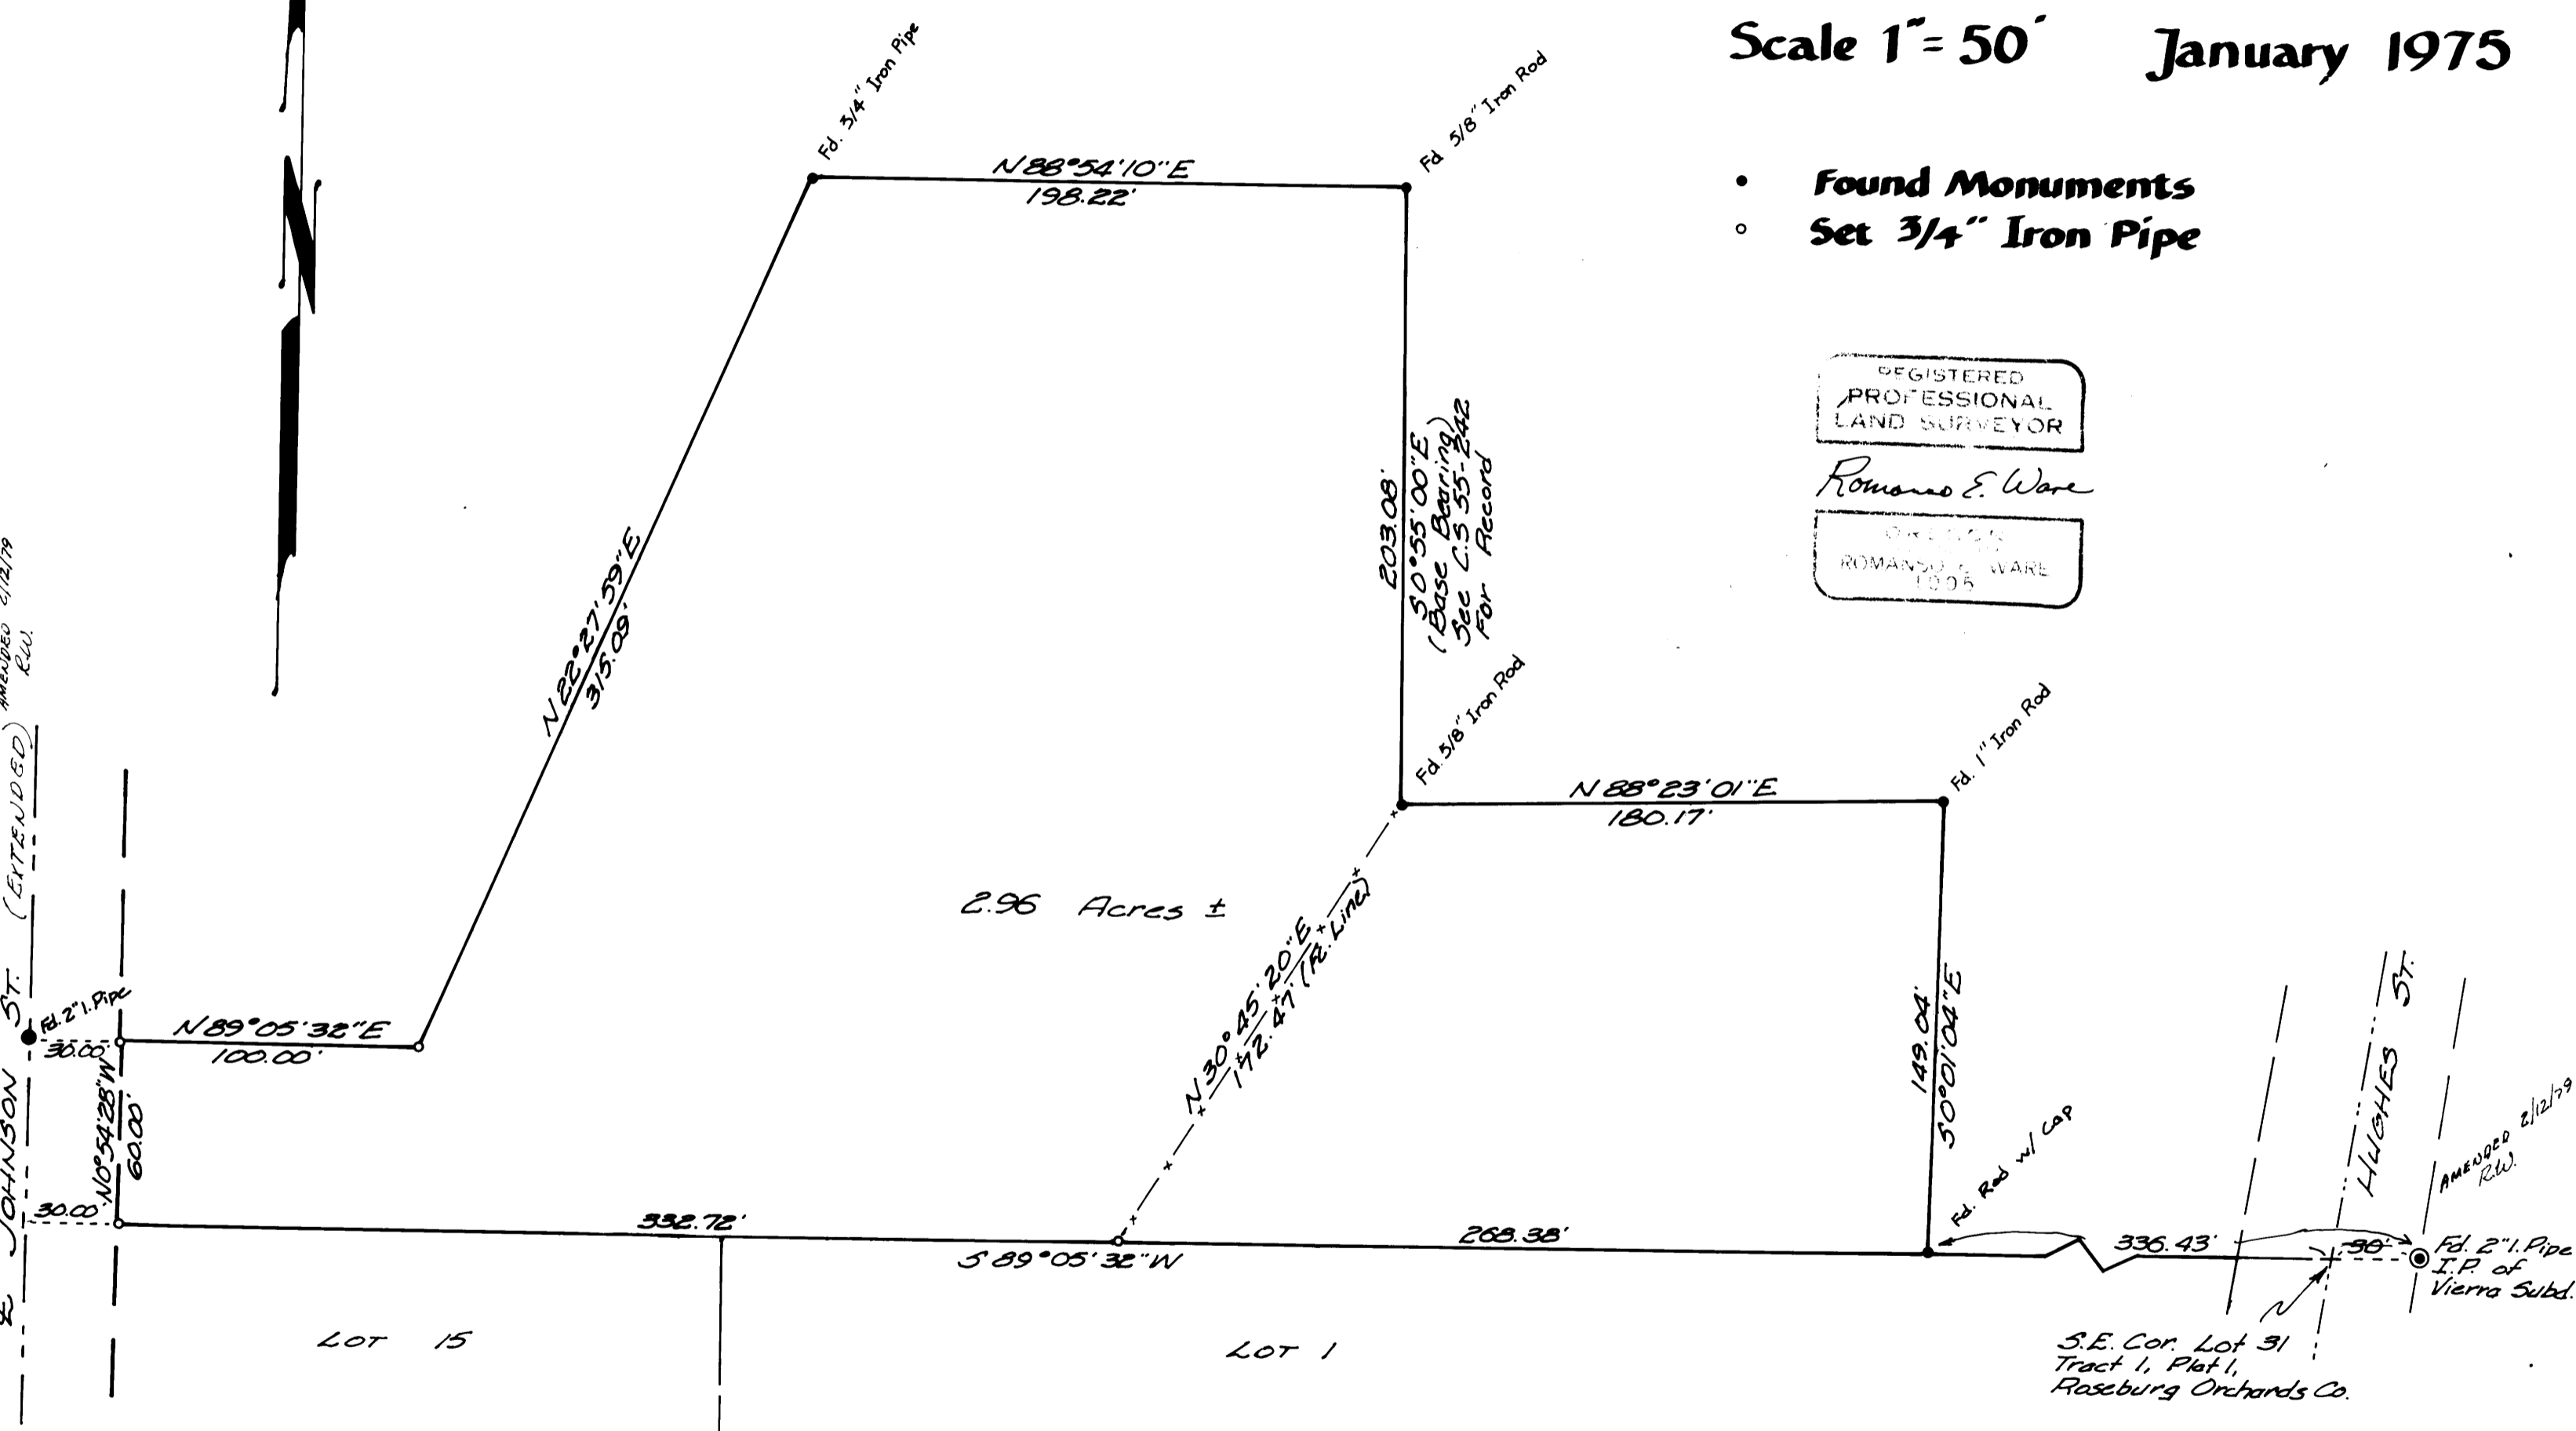 Scale 1"= 50' January 1975
Found Monuments
Set 3/4" Iron Pipe
REGISTERED
PROFESSIONAL
LAND SURVEYOR
Romanso E. Ware
OREGON
ROMANSO E. WARE
N
Fd. 3/4" Iron Pipe
N 88°54'10"E
198.22'
Fd 5/8" Iron Rod
203.08'
S0°55'00"E
(Base Bearing)
See C.S 55-242
For Record
N 22°27'59"E
315.09'
Fd. 5/8" Iron Rod
N 88°23'01"E
180.17'
Fd. 1" Iron Rod
2.96 Acres ±
N 30°45'20"E
172.47' (Fc. Line)
149.04'
S0°01'04"E
Fd. Rod w/ cap
JOHNSON ST. (EXTENDED)
AMENDED 2/12/79
R.W.
Fd. 2" I. Pipe
30.00'
N 89°05'32"E
100.00'
N0°54'28"W
60.00'
30.00'
332.72'
S 89°05'32"W
268.38'
336.43'
30'
HUGHES ST.
AMENDED 2/12/79
R.W.
Fd. 2" I. Pipe
I.P. of
Vierra Subd.
LOT 15
LOT 1
S.E. Cor. Lot 31
Tract 1, Plat 1,
Roseburg Orchards Co.